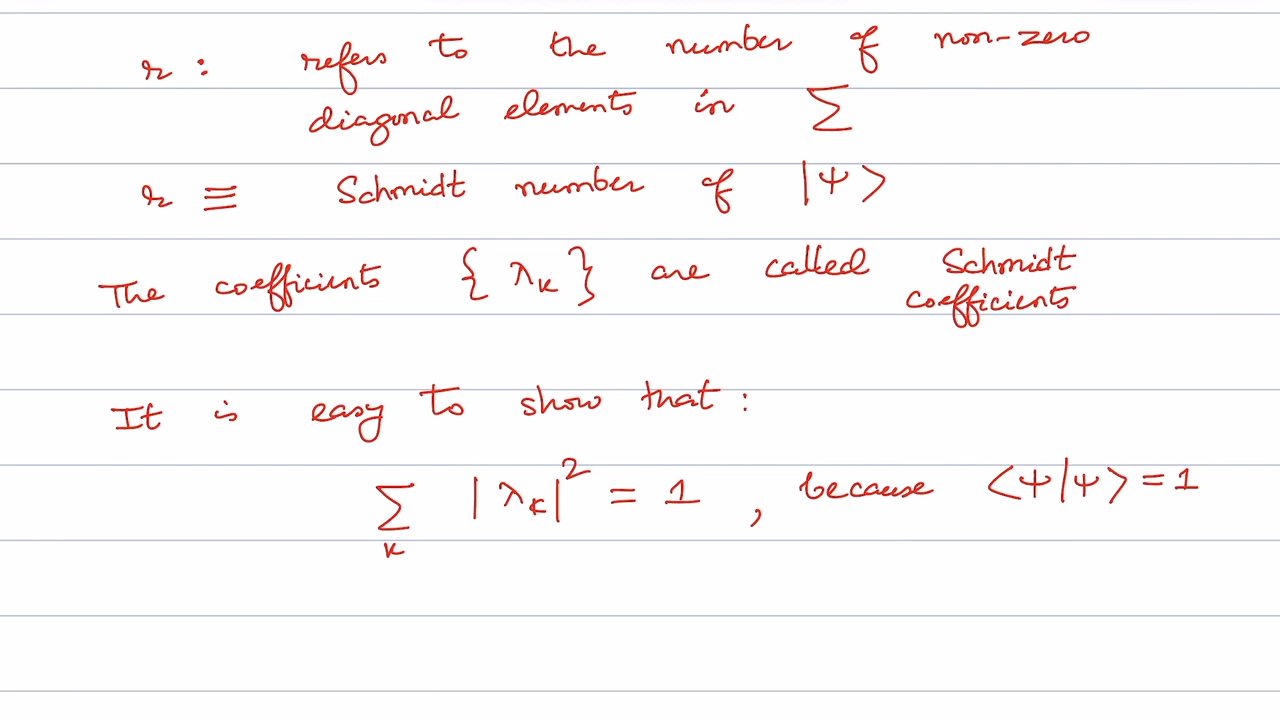 r : refers to the number of non-zero
diagonal elements in Σ
r ≡ Schmidt number of |Ψ>
The coefficients {λ_k} are called Schmidt
coefficients
It is easy to show that :
Σ_k |λ_k|² = 1 , because <Ψ|Ψ> = 1